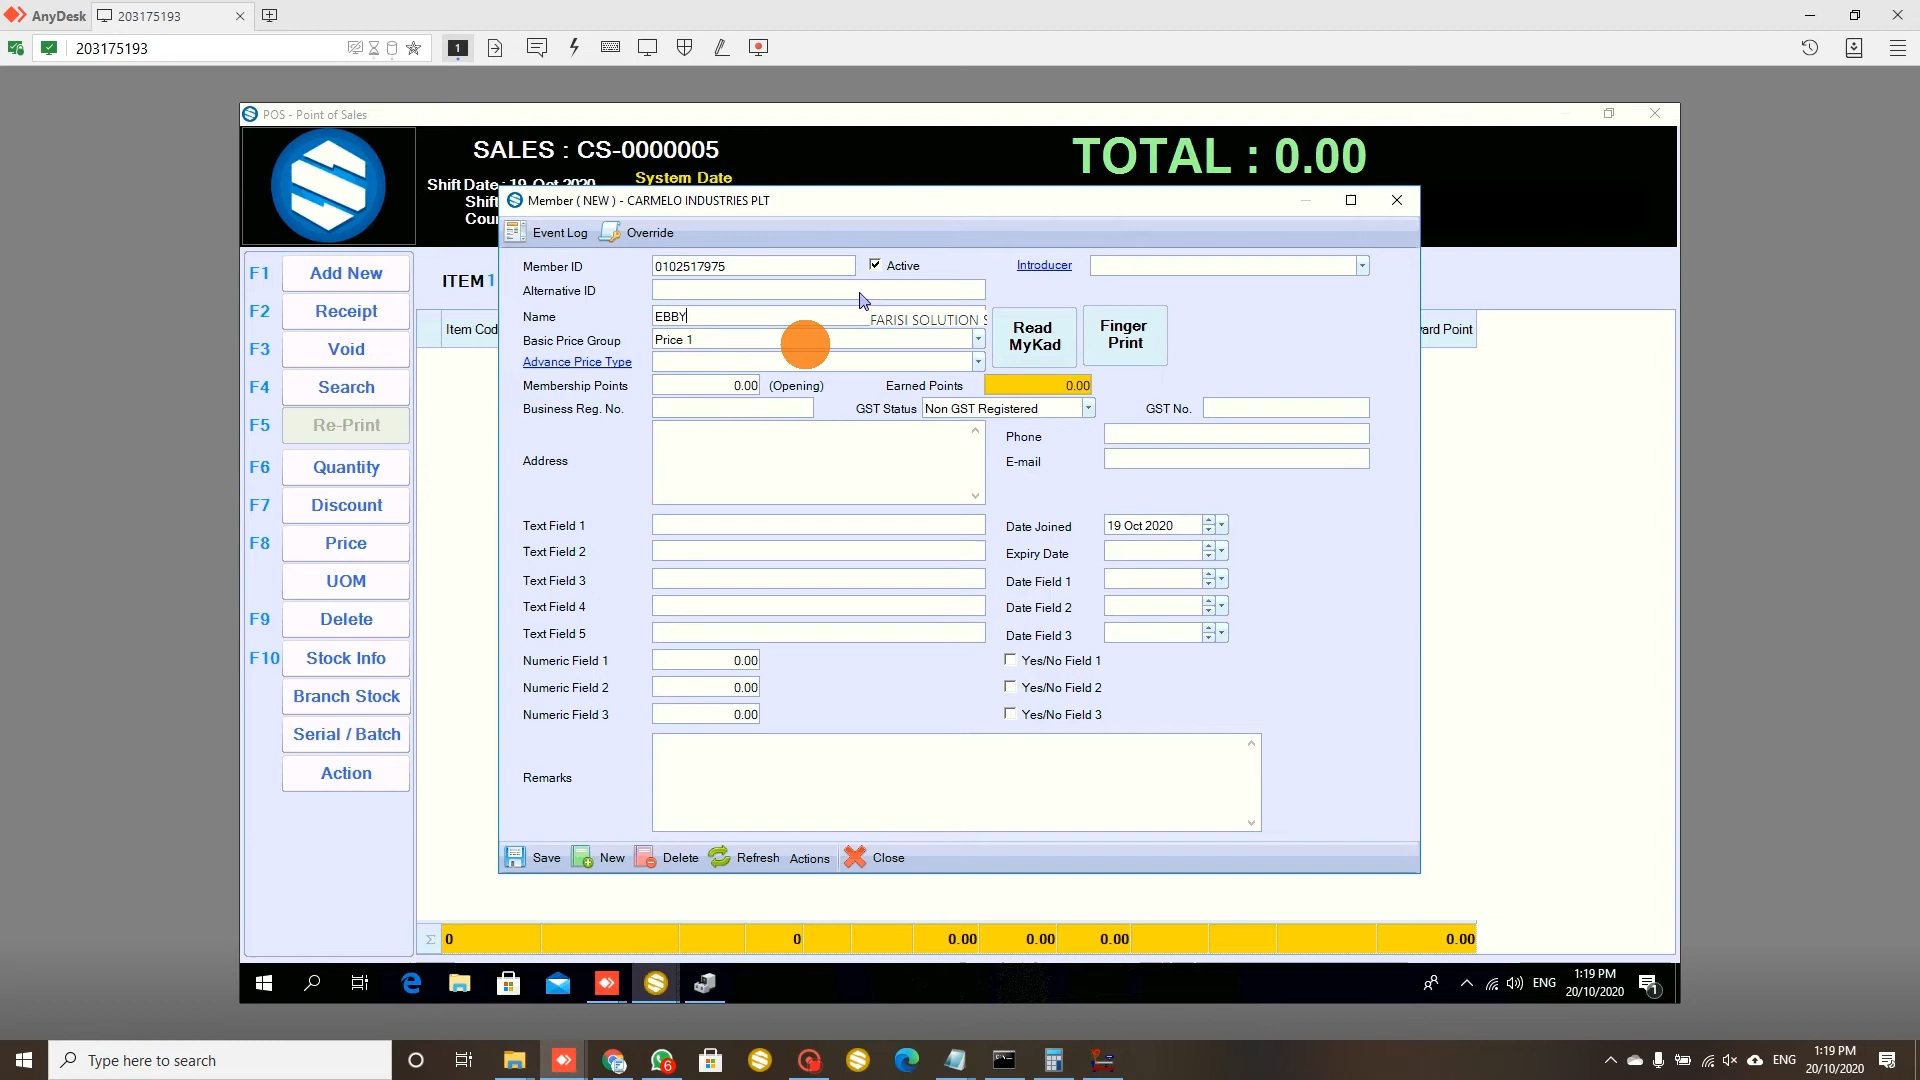 AnyDesk 203175193
203175193
1
POS - Point of Sales
SALES : CS-0000005
TOTAL : 0.00
Shift Date : 19 Oct 2020
System Date
Shift
Cou
Member ( NEW ) - CARMELO INDUSTRIES PLT
Event Log Override
Member ID 0102517975 Active Introducer
Alternative ID
Name EBBY FARISI SOLUTION S
Basic Price Group Price 1
Read MyKad
Finger Print
Advance Price Type
Membership Points 0.00 (Opening) Earned Points 0.00
Business Reg. No. GST Status Non GST Registered GST No.
Address
Phone
E-mail
Text Field 1 Date Joined 19 Oct 2020
Text Field 2 Expiry Date
Text Field 3 Date Field 1
Text Field 4 Date Field 2
Text Field 5 Date Field 3
Numeric Field 1 0.00 Yes/No Field 1
Numeric Field 2 0.00 Yes/No Field 2
Numeric Field 3 0.00 Yes/No Field 3
Remarks
Save New Delete Refresh Actions Close
F1 Add New
F2 Receipt
F3 Void
F4 Search
F5 Re-Print
F6 Quantity
F7 Discount
F8 Price
UOM
F9 Delete
F10 Stock Info
Branch Stock
Serial / Batch
Action
ITEM 1
Item Cod
ard Point
Σ 0 0 0.00 0.00 0.00 0.00
ENG 1:19 PM
20/10/2020 1
Type here to search
6
ENG 1:19 PM
20/10/2020